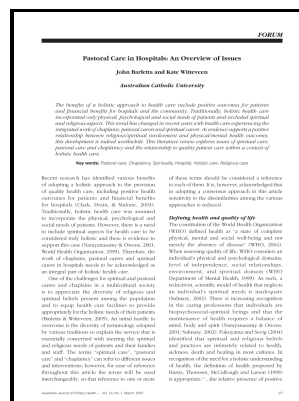 FORUM
Pastoral Care in Hospitals: An Overview of Issues
John Barletta and Kate Witteveen
Australian Catholic University
The benefits of a holistic approach to health care include positive outcomes for patients
and financial benefits for hospitals and the community. Traditionally, holistic health care
incorporated only physical, psychological and social needs of patients and excluded spiritual
and religious aspects. This trend has changed in recent years with health care experiencing the
integrated work of chaplains, pastoral carers and spiritual carers. As evidence supports a positive
relationship between religious/spiritual involvement and physical/mental health outcomes,
this development is indeed worthwhile. This literature review explores issues of spiritual care,
pastoral care and chaplaincy and the relationship to quality patient care within a context of
holistic health care.
Key words: Pastoral care, Chaplaincy, Spirituality, Hospital, Holistic care, Religious care
Recent research has identified various benefits
of adopting a holistic approach to the provision
of quality health care, including positive health
outcomes for patients and financial benefits
for hospitals (Clark, Drain, & Malone, 2003).
Traditionally, holistic health care was assumed
to incorporate the physical, psychological and
social needs of patients. However, there is a need
to include spiritual aspects for health care to be
considered truly holistic and there is evidence to
support this case (Narayanasamy & Owens, 2001;
World Health Organization, 1999). Therefore, the
work of chaplains, pastoral carers and spiritual
carers in hospitals needs to be acknowledged as
an integral part of holistic health care.
One of the challenges for spiritual and pastoral
carers and chaplains in a multicultural society
is to appreciate the diversity of religious and
spiritual beliefs present among the population
and to equip health care facilities to provide
appropriately for the holistic needs of their patients
(Barletta & Witteveen, 2005). An initial hurdle to
overcome is the diversity of terminology adopted
by various traditions to explain the service that is
essentially concerned with meeting the spiritual
and religious needs of patients and their families
and staff. The terms “spiritual care”, “pastoral
care” and “chaplaincy” can refer to different issues
and interventions; however, for ease of reference
throughout this article the terms will be used
interchangeably, so that reference to one or more
of these terms should be considered a reference
to each of them. It is, however, acknowledged that
in adopting a consensus approach in this article
sensitivity to the dissimilarities among the various
approaches is reduced.
Defining health and quality of life
The constitution of the World Health Organization
(WHO) defined health as “a state of complete
physical, mental and social well-being and not
merely the absence of disease” (WHO, 2004).
When assessing quality of life, WHO considers an
individual's physical and psychological domains,
level of independence, social relationships,
environment, and spiritual domain (WHO
Department of Mental Health, 1999). As such, a
reductionist, scientific model of health that neglects
an individual's spiritual needs is inadequate
(Sulmasy, 2002). There is increasing recognition
in the caring professions that individuals are
biopsychosocial-spiritual beings and that the
maintenance of health requires a balance of
mind, body and spirit (Narayanasamy & Owens,
2001; Sulmasy, 2002). Fukuyama and Sevig (2004)
identified that spiritual and religious beliefs
and practices are intimately related to health,
sickness, death and healing in most cultures. In
recognition of the need for a holistic understanding
of health, the definition of health proposed by
Harris, Thoresen, McCullough and Larson (1999)
is appropriate: “...the relative presence of positive
Australian Journal of Primary Health — Vol. 13, No. 1, March 2007